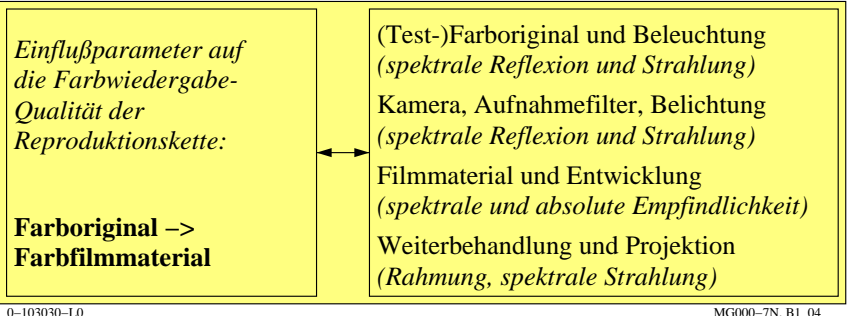 Einflußparameter auf
die Farbwiedergabe-
Qualität der
Reproduktionskette:
Farboriginal −>
Farbfilmmaterial
(Test-)Farboriginal und Beleuchtung
(spektrale Reflexion und Strahlung)
Kamera, Aufnahmefilter, Belichtung
(spektrale Reflexion und Strahlung)
Filmmaterial und Entwicklung
(spektrale und absolute Empfindlichkeit)
Weiterbehandlung und Projektion
(Rahmung, spektrale Strahlung)
0−103030−L0
MG000−7N, B1_04